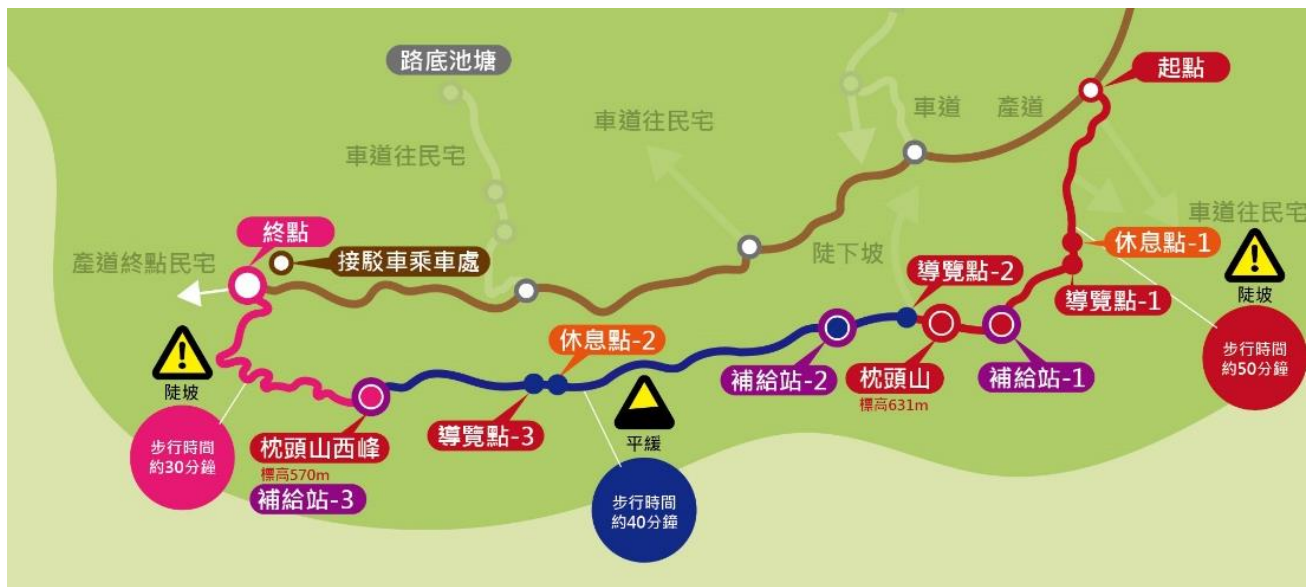 路底池塘
起點
車道
產道
車道往民宅
車道往民宅
車道往民宅
終點
產道終點民宅
接駁車乘車處
陡下坡
休息點-1
導覽點-2
導覽點-1
陡坡
休息點-2
補給站-2
枕頭山
標高631m
補給站-1
步行時間
約50分鐘
陡坡
步行時間
約30分鐘
枕頭山西峰
標高570m
補給站-3
導覽點-3
平緩
步行時間
約40分鐘